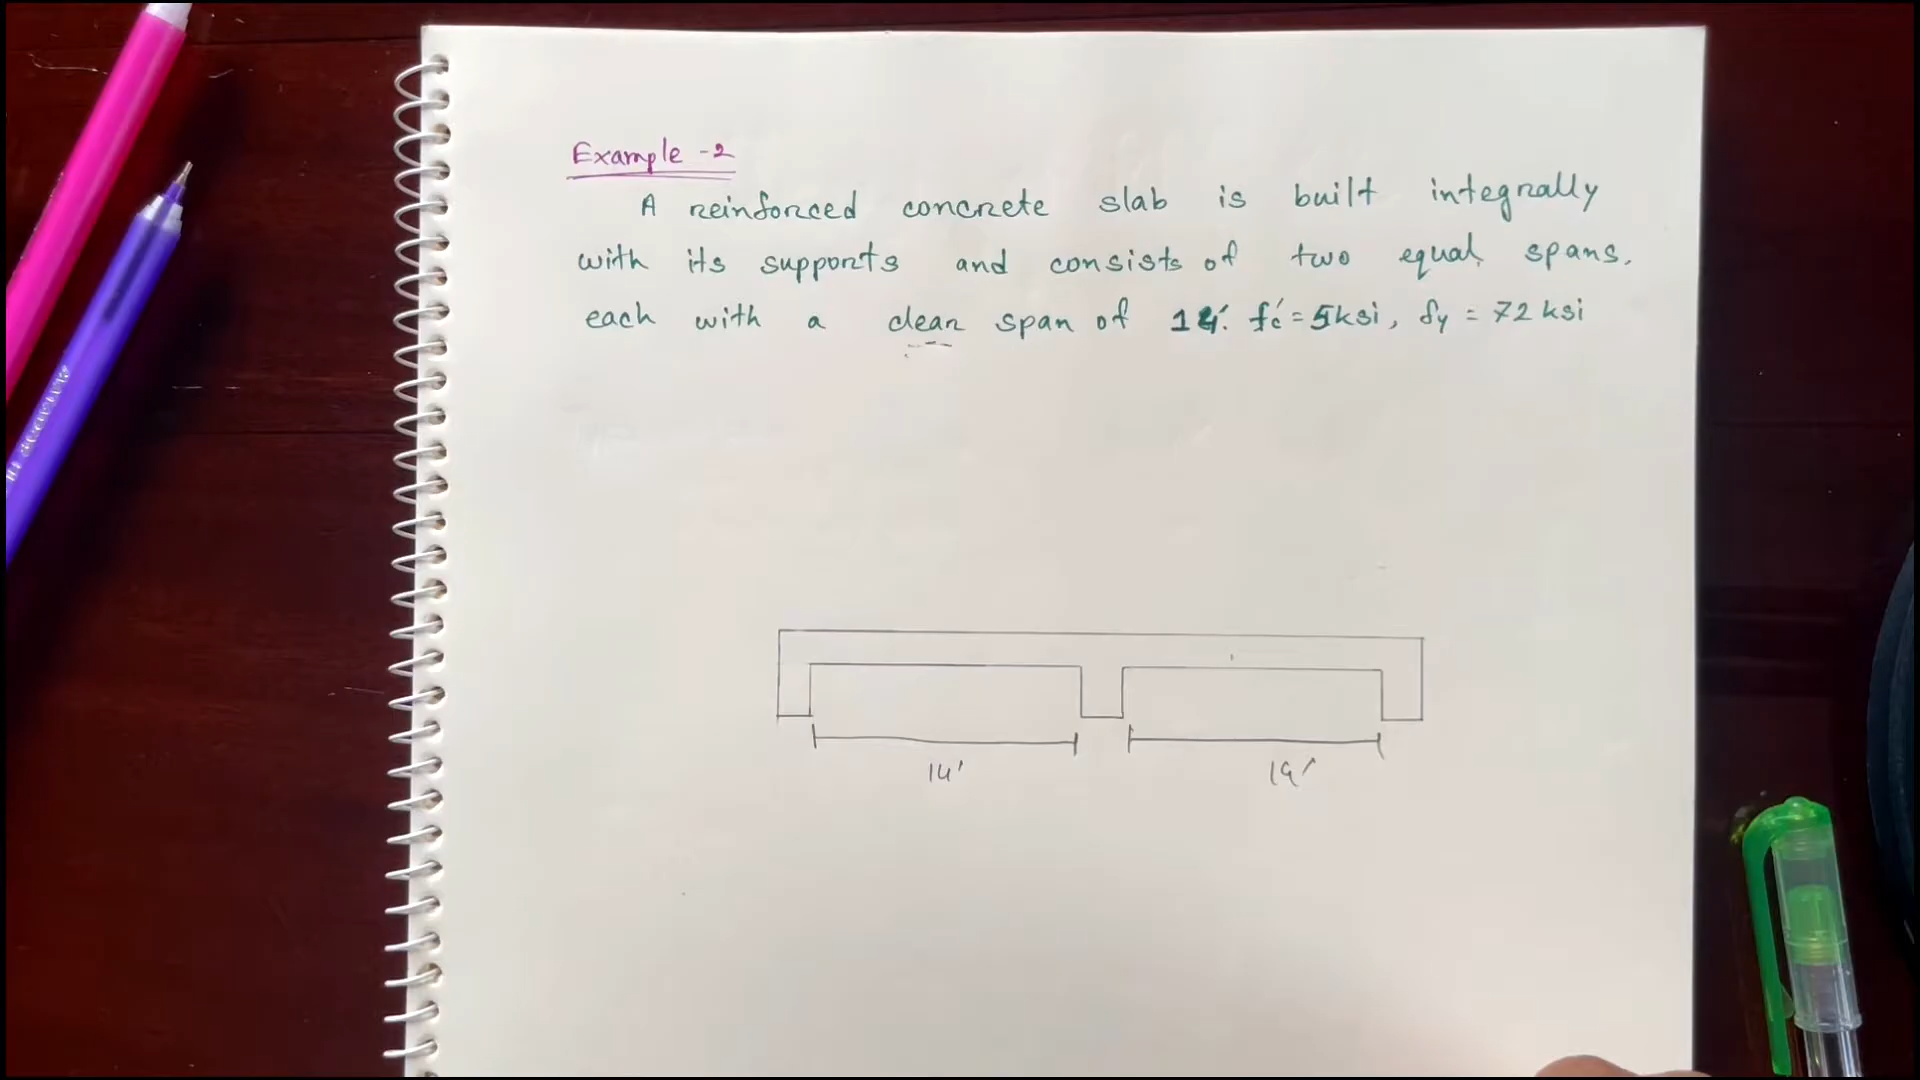 Example -2
A reinforced concrete slab is built integrally
with its supports and consists of two equal spans.
each with a clear span of 14'. f'c = 5ksi, fy = 72 ksi
14'
14'